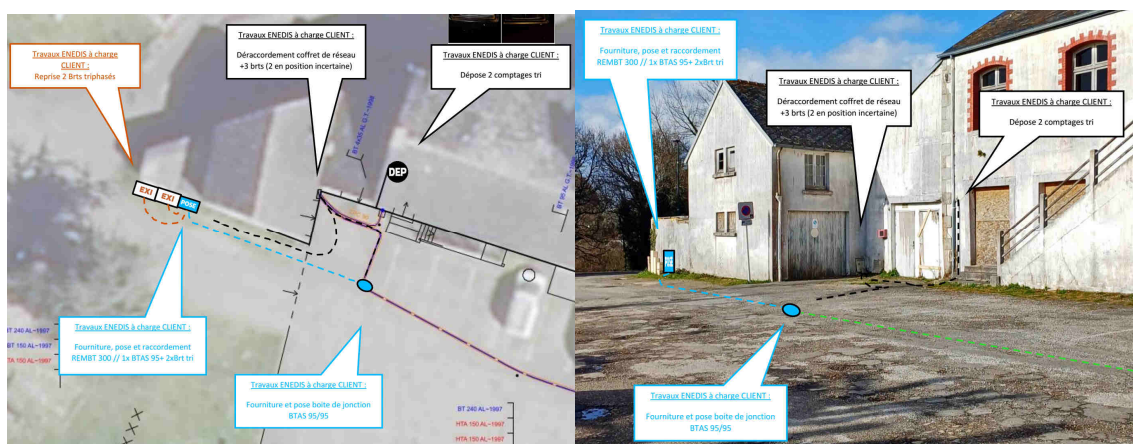 Travaux ENEDIS à charge
CLIENT :
Reprise 2 Brts triphasés
Travaux ENEDIS à charge CLIENT :
Déraccordement coffret de réseau
+3 brts (2 en position incertaine)
Travaux ENEDIS à charge CLIENT :
Dépose 2 comptages tri
BT 4x35 AL G.T.~1998
DEP
EXI
EXI
POSE
Travaux ENEDIS à charge CLIENT :
Fourniture, pose et raccordement
REMBT 300 // 1x BTAS 95+ 2xBrt tri
BT 240 AL~1997
BT 150 AL~1997
HTA 150 AL~1997
Travaux ENEDIS à charge CLIENT :
Fourniture et pose boite de jonction
BTAS 95/95
BT 240 AL~1997
HTA 150 AL~1997
HTA 150 AL~1997
Travaux ENEDIS à charge CLIENT :
Fourniture, pose et raccordement
REMBT 300 // 1x BTAS 95+ 2xBrt tri
Travaux ENEDIS à charge CLIENT :
Déraccordement coffret de réseau
+3 brts (2 en position incertaine)
Travaux ENEDIS à charge CLIENT :
Dépose 2 comptages tri
Travaux ENEDIS à charge CLIENT :
Fourniture et pose boite de jonction
BTAS 95/95